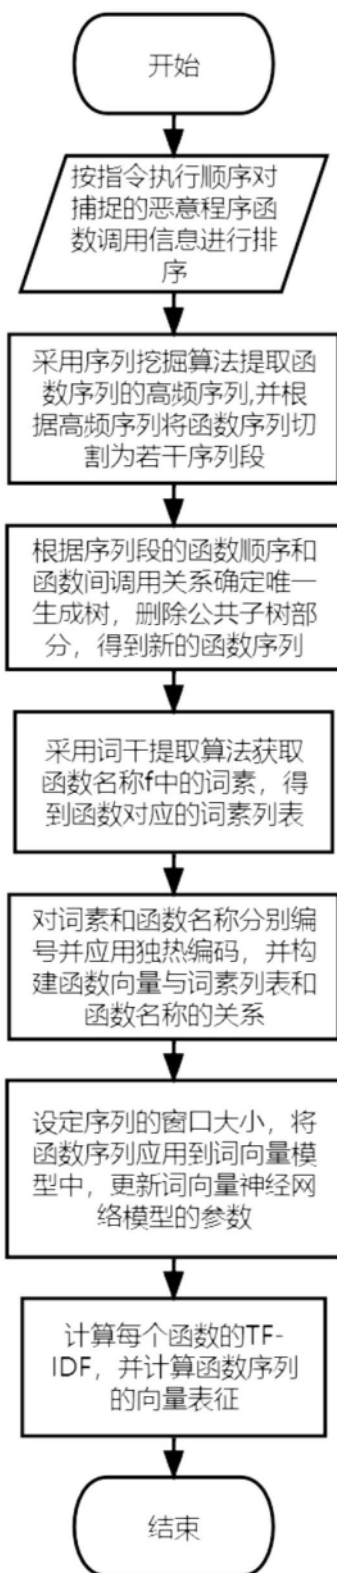 开始
按指令执行顺序对
捕捉的恶意程序函
数调用信息进行排
序
采用序列挖掘算法提取函
数序列的高频序列,并根
据高频序列将函数序列切
割为若干序列段
根据序列段的函数顺序和
函数间调用关系确定唯一
生成树，删除公共子树部
分，得到新的函数序列
采用词干提取算法获取
函数名称f中的词素，得
到函数对应的词素列表
对词素和函数名称分别编
号并应用独热编码，并构
建函数向量与词素列表和
函数名称的关系
设定序列的窗口大小，将
函数序列应用到词向量模
型中，更新词向量神经网
络模型的参数
计算每个函数的TF-
IDF，并计算函数序列
的向量表征
结束